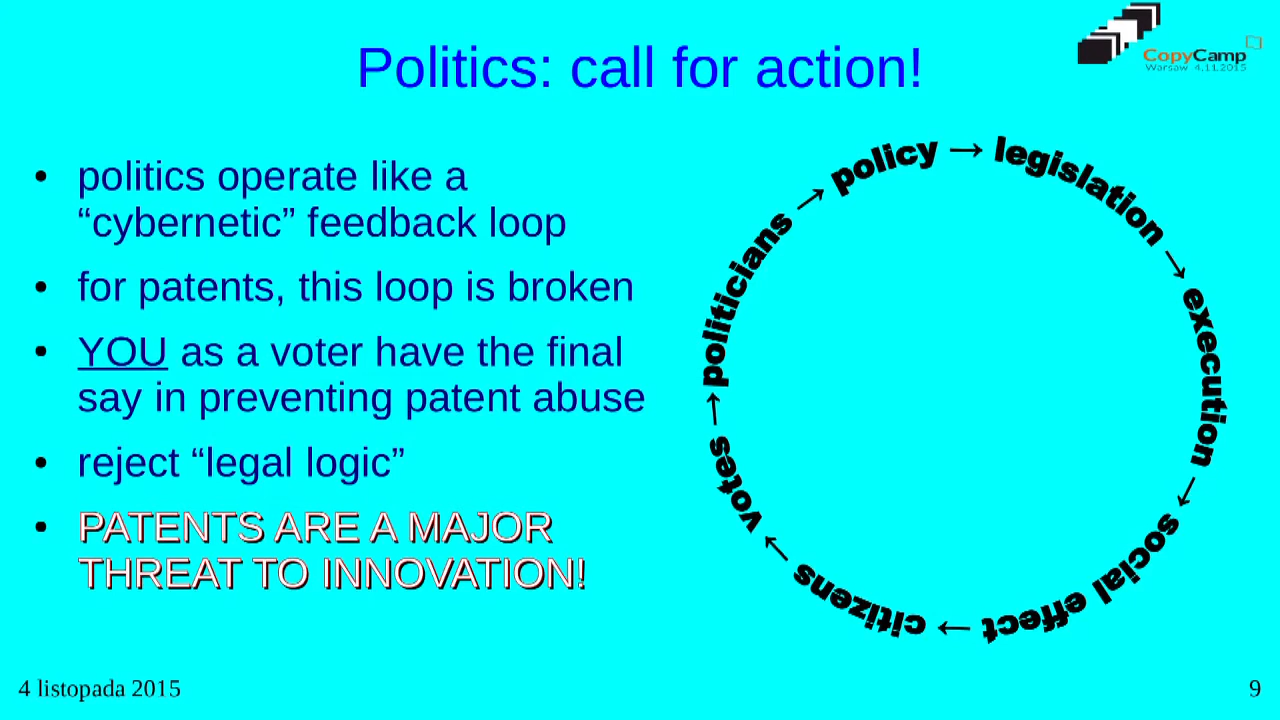 CopyCamp
Warsaw 4.11.2015
Politics: call for action!
• politics operate like a
“cybernetic” feedback loop
• for patents, this loop is broken
• YOU as a voter have the final
say in preventing patent abuse
• reject “legal logic”
• PATENTS ARE A MAJOR
THREAT TO INNOVATION!
politicians → policy → legislation → execution → social effect → citizens → votes →
4 listopada 2015
9